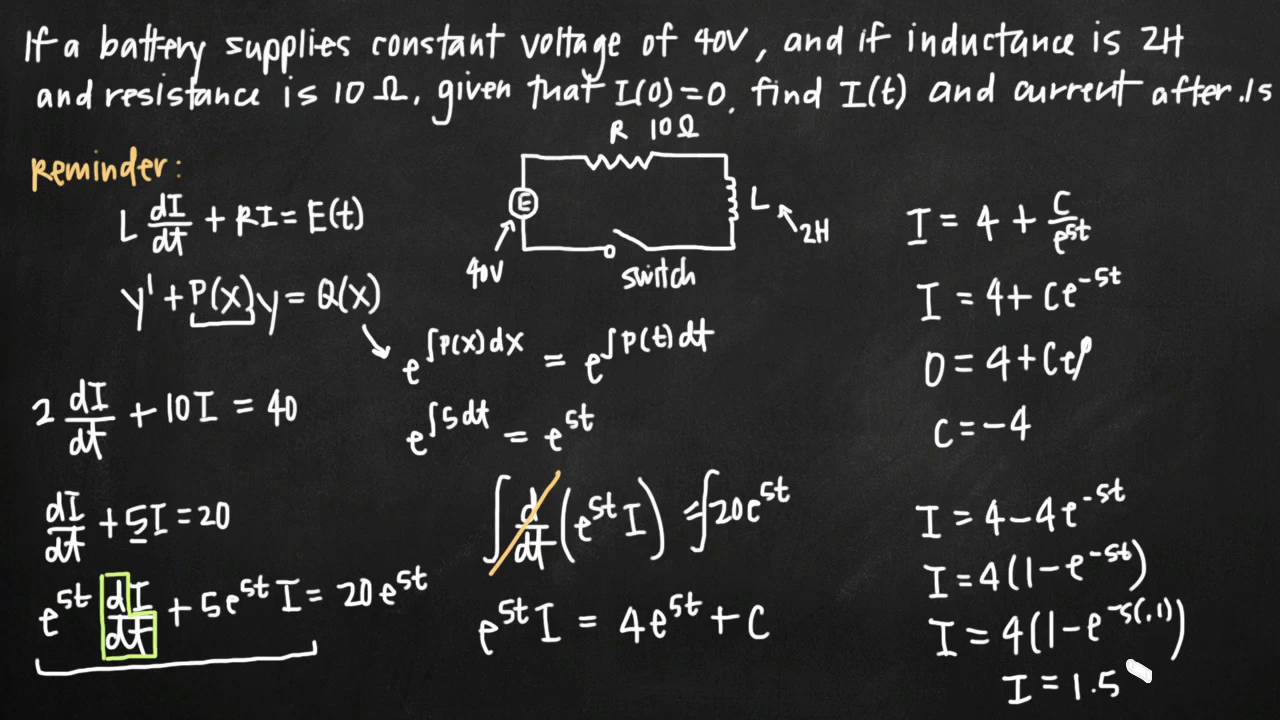 If a battery supplies constant voltage of 40V, and if inductance is 2H
and resistance is 10 Ω, given that I(0)=0, find I(t) and current after .1s
Reminder:
L dI/dt + RI = E(t)
y' + P(x)y = Q(x)
2 dI/dt + 10I = 40
dI/dt + 5I = 20
e^5t dI/dt + 5e^5t I = 20e^5t
R 10Ω
E
L
2H
40V
switch
e^∫P(x)dx = e^∫P(t)dt
e^∫5dt = e^5t
∫ d/dt (e^5t I) = ∫20e^5t
e^5t I = 4e^5t + C
I = 4 + C/e^5t
I = 4 + Ce^-5t
0 = 4 + Ce^0
C = -4
I = 4 - 4e^-5t
I = 4(1 - e^-5t)
I = 4(1 - e^-5(.1))
I = 1.5